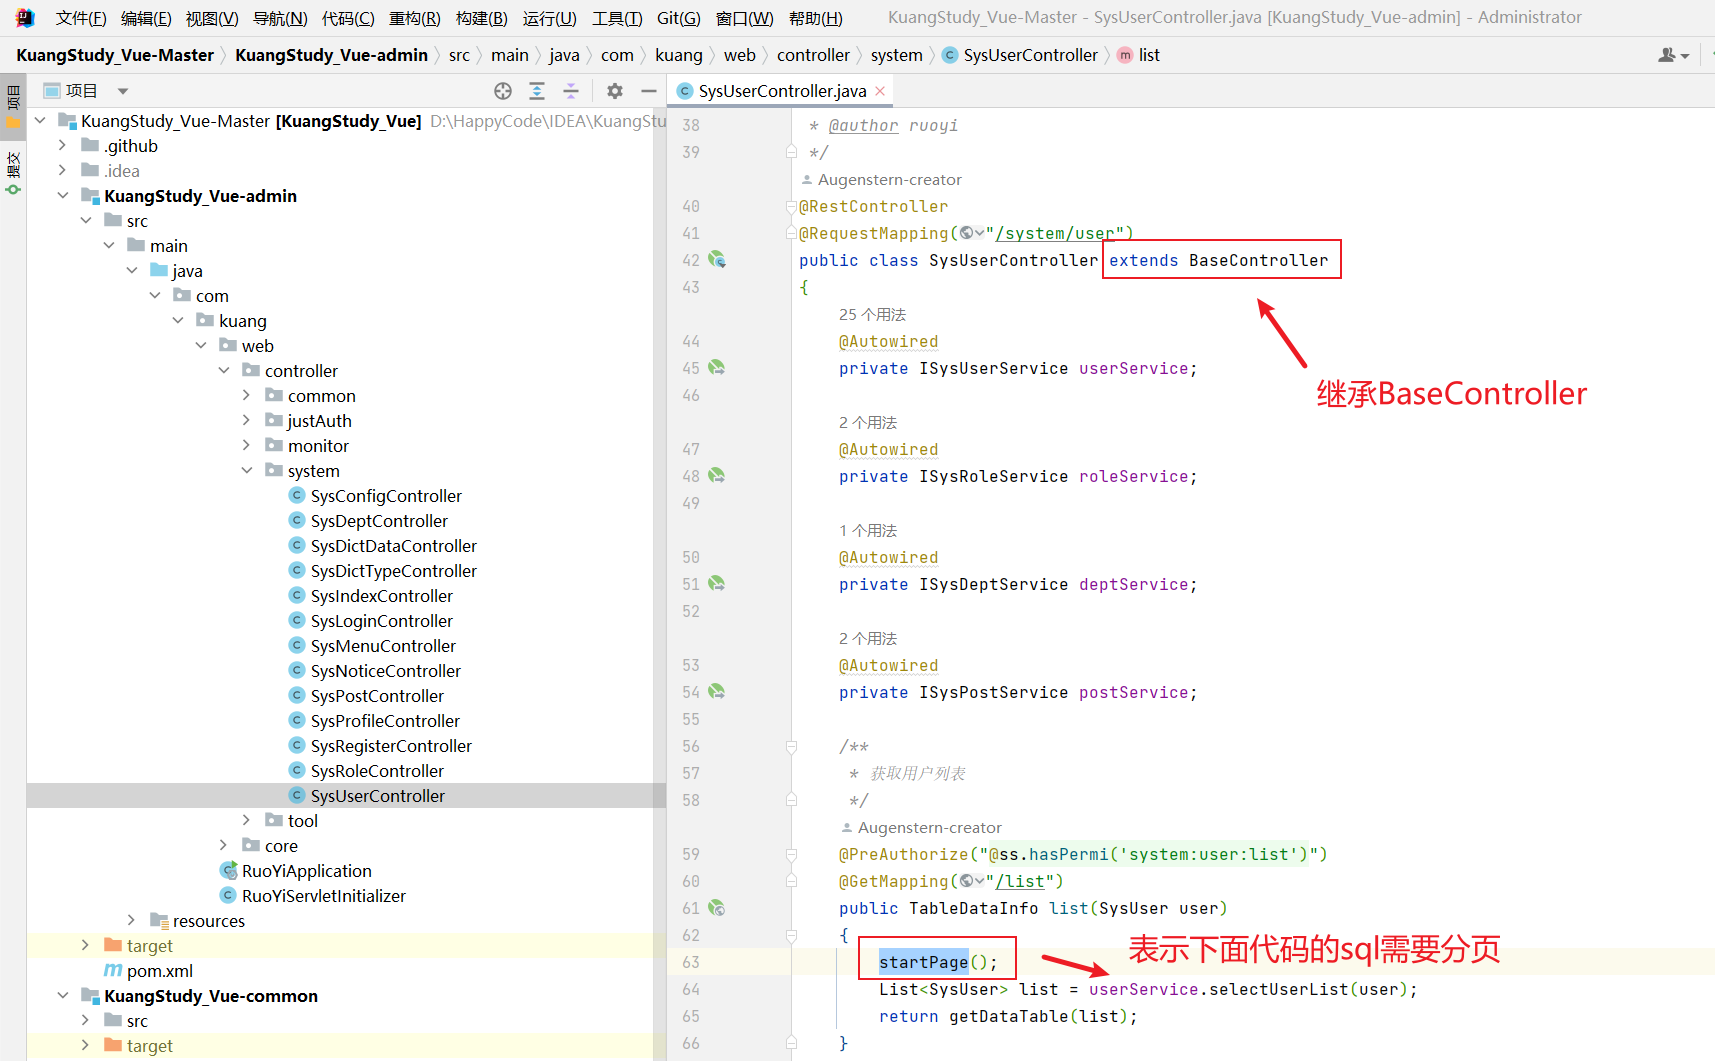 文件(F) 编辑(E) 视图(V) 导航(N) 代码(C) 重构(R) 构建(B) 运行(U) 工具(T) Git(G) 窗口(W) 帮助(H) KuangStudy_Vue-Master - SysUserController.java [KuangStudy_Vue-admin] - Administrator
KuangStudy_Vue-Master KuangStudy_Vue-admin src main java com kuang web controller system SysUserController list
项目
提交
项目
KuangStudy_Vue-Master [KuangStudy_Vue] D:\HappyCode\IDEA\KuangStu
.github
.idea
KuangStudy_Vue-admin
src
main
java
com
kuang
web
controller
common
justAuth
monitor
system
SysConfigController
SysDeptController
SysDictDataController
SysDictTypeController
SysIndexController
SysLoginController
SysMenuController
SysNoticeController
SysPostController
SysProfileController
SysRegisterController
SysRoleController
SysUserController
tool
core
RuoYiApplication
RuoYiServletInitializer
resources
target
pom.xml
KuangStudy_Vue-common
src
target
SysUserController.java
38 * @author ruoyi
39 */
Augenstern-creator
40 @RestController
41 @RequestMapping("/system/user")
42 public class SysUserController extends BaseController
43 {
25 个用法
44 @Autowired
45 private ISysUserService userService;
继承BaseController
46
2 个用法
47 @Autowired
48 private ISysRoleService roleService;
49
1 个用法
50 @Autowired
51 private ISysDeptService deptService;
52
2 个用法
53 @Autowired
54 private ISysPostService postService;
55
56 /**
57 * 获取用户列表
58 */
Augenstern-creator
59 @PreAuthorize("@ss.hasPermi('system:user:list')")
60 @GetMapping("/list")
61 public TableDataInfo list(SysUser user)
62 {
表示下面代码的sql需要分页
63 startPage();
64 List<SysUser> list = userService.selectUserList(user);
65 return getDataTable(list);
66 }